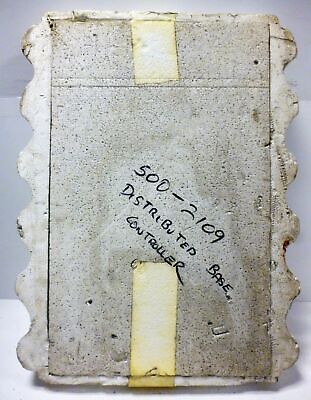 500-2109
DISTRIBUTED BASE
CONTROLLER